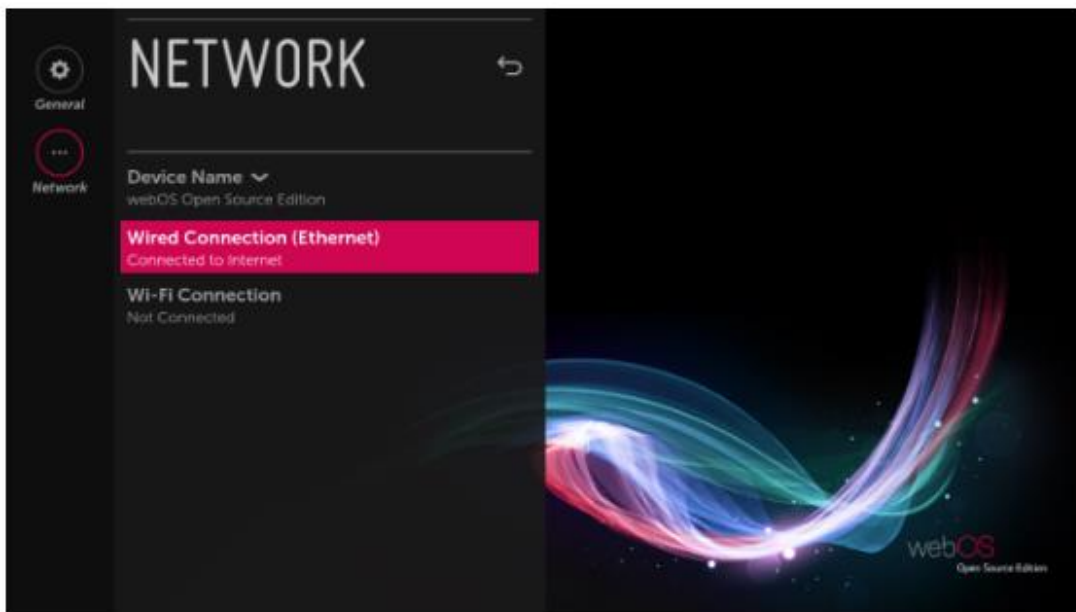 NETWORK
General
Network
Device Name
webOS Open Source Edition
Wired Connection (Ethernet)
Connected to Internet
Wi-Fi Connection
Not Connected
webOS
Open Source Edition